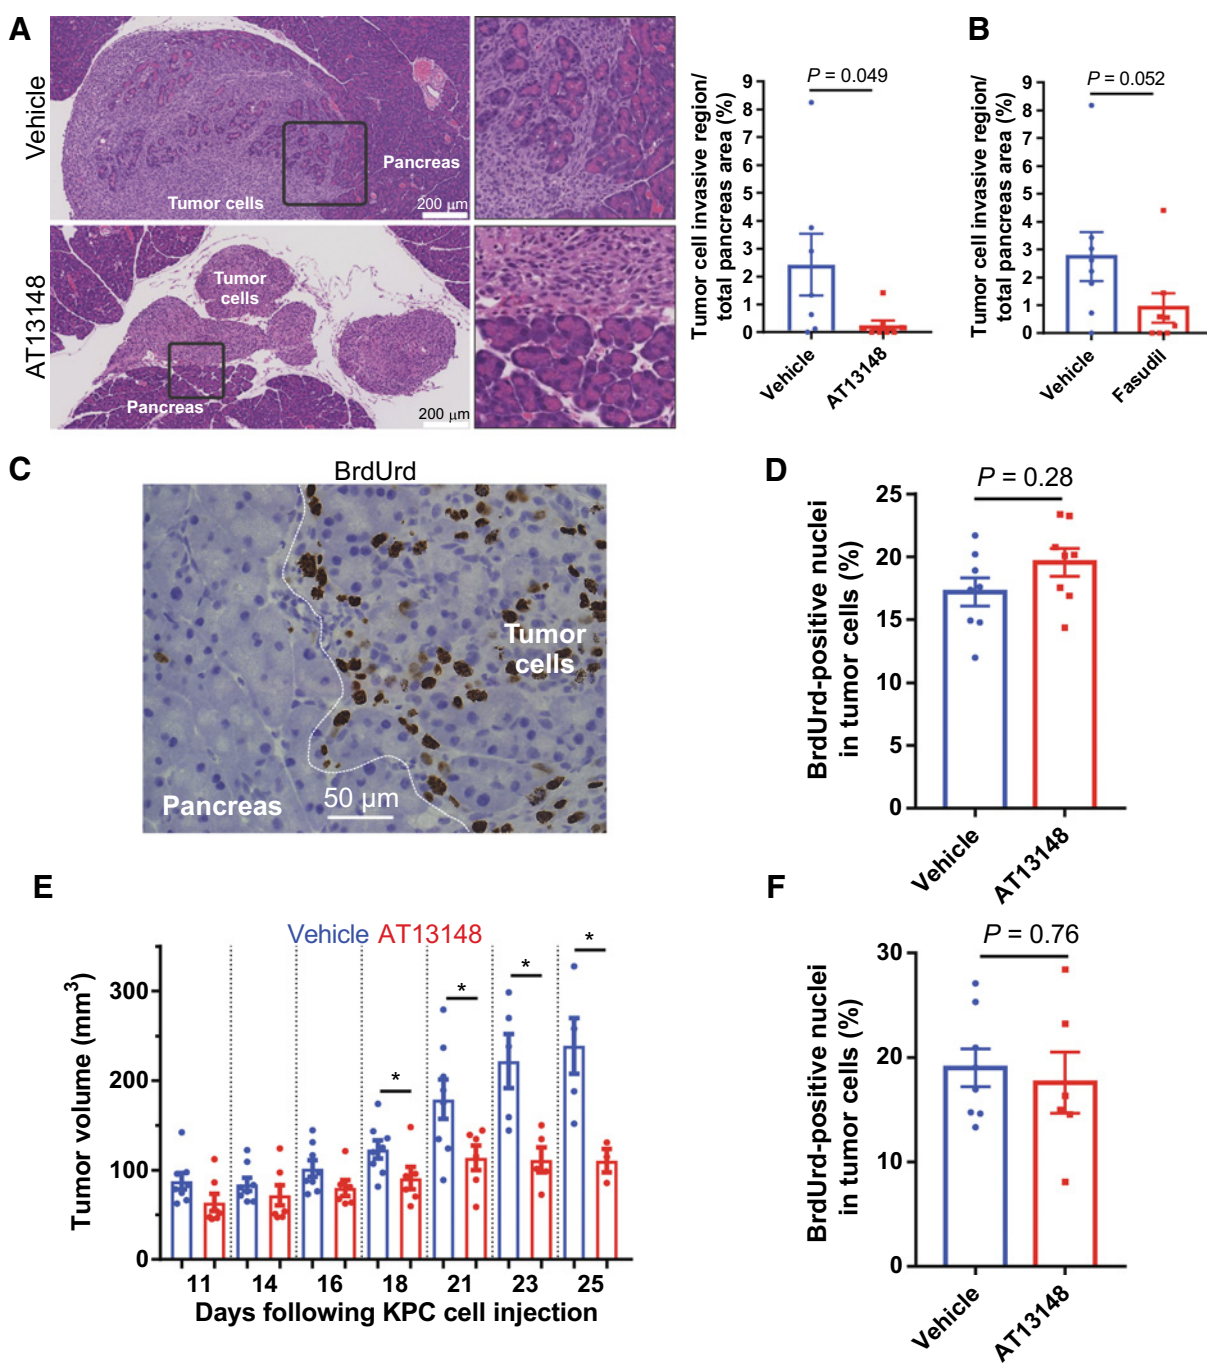 A
Vehicle
Tumor cells
Pancreas
200 μm
AT13148
Tumor
cells
Pancreas
200 μm
Tumor cell invasive region/
total pancreas area (%)
P = 0.049
9
8
7
6
5
4
3
2
1
0
Vehicle
AT13148
B
Tumor cell invasive region/
total pancreas area (%)
P = 0.052
9
8
7
6
5
4
3
2
1
0
Vehicle
Fasudil
C
BrdUrd
Tumor
cells
Pancreas
50 μm
D
BrdUrd-positive nuclei
in tumor cells (%)
P = 0.28
25
20
15
10
5
0
Vehicle
AT13148
E
Vehicle AT13148
Tumor volume (mm3)
300
200
100
0
*
*
*
*
11 14 16 18 21 23 25
Days following KPC cell injection
F
BrdUrd-positive nuclei
in tumor cells (%)
P = 0.76
30
20
10
0
Vehicle
AT13148